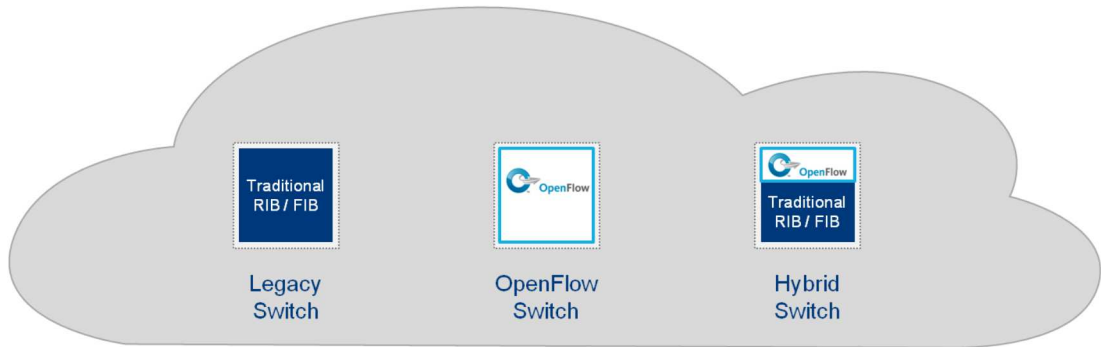 Traditional
RIB / FIB
Legacy
Switch
OpenFlow
OpenFlow
Switch
OpenFlow
Traditional
RIB / FIB
Hybrid
Switch